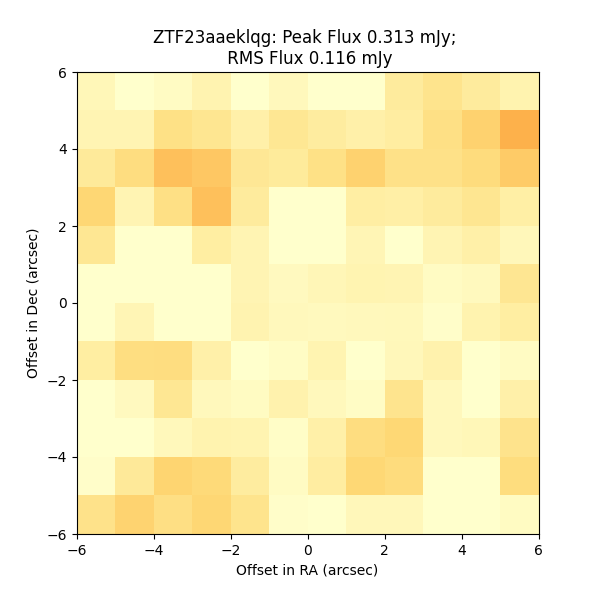 ZTF23aaeklqg: Peak Flux 0.313 mJy;
RMS Flux 0.116 mJy
6
4
2
0
−2
−4
−6
Offset in Dec (arcsec)
−6 −4 −2 0 2 4 6
Offset in RA (arcsec)